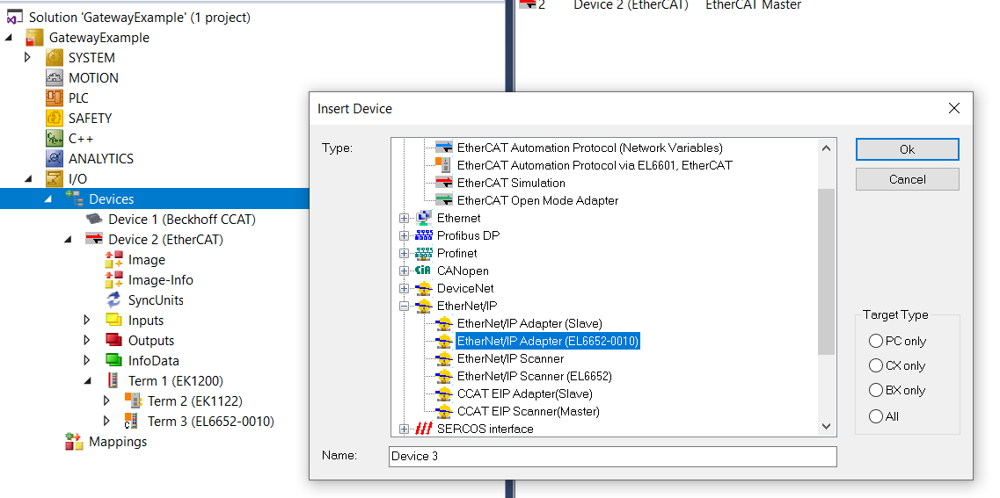 Solution 'GatewayExample' (1 project)
GatewayExample
SYSTEM
MOTION
PLC
SAFETY
C++
ANALYTICS
I/O
Devices
Device 1 (Beckhoff CCAT)
Device 2 (EtherCAT)
Image
Image-Info
SyncUnits
Inputs
Outputs
InfoData
Term 1 (EK1200)
Term 2 (EK1122)
Term 3 (EL6652-0010)
Mappings
2 Device 2 (EtherCAT) EtherCAT Master
Insert Device
Type:
EtherCAT Automation Protocol (Network Variables)
EtherCAT Automation Protocol via EL6601, EtherCAT
EtherCAT Simulation
EtherCAT Open Mode Adapter
Ethernet
Profibus DP
Profinet
CANopen
DeviceNet
EtherNet/IP
EtherNet/IP Adapter (Slave)
EtherNet/IP Adapter (EL6652-0010)
EtherNet/IP Scanner
EtherNet/IP Scanner (EL6652)
CCAT EIP Adapter(Slave)
CCAT EIP Scanner(Master)
SERCOS interface
Name:
Device 3
Ok
Cancel
Target Type
PC only
CX only
BX only
All